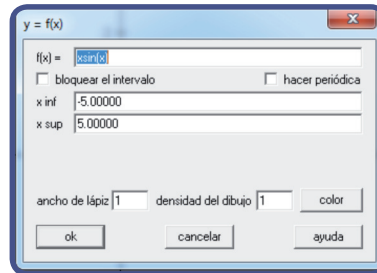 y = f(x)
f(x) = xsin(x)
bloquear el intervalo hacer periódica
x inf -5.00000
x sup 5.00000
ancho de lápiz 1 densidad del dibujo 1 color
ok cancelar ayuda